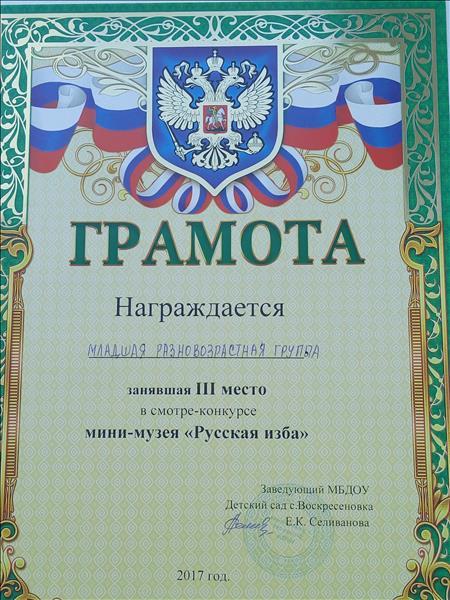 ГРАМОТА
Награждается
МЛАДШАЯ РАЗНОВОЗРАСТНАЯ ГРУППА
занявшая III место
в смотре-конкурсе
мини-музея «Русская изба»
Заведующий МБДОУ
Детский сад с.Воскресеновка
Е.К. Селиванова
2017 год.